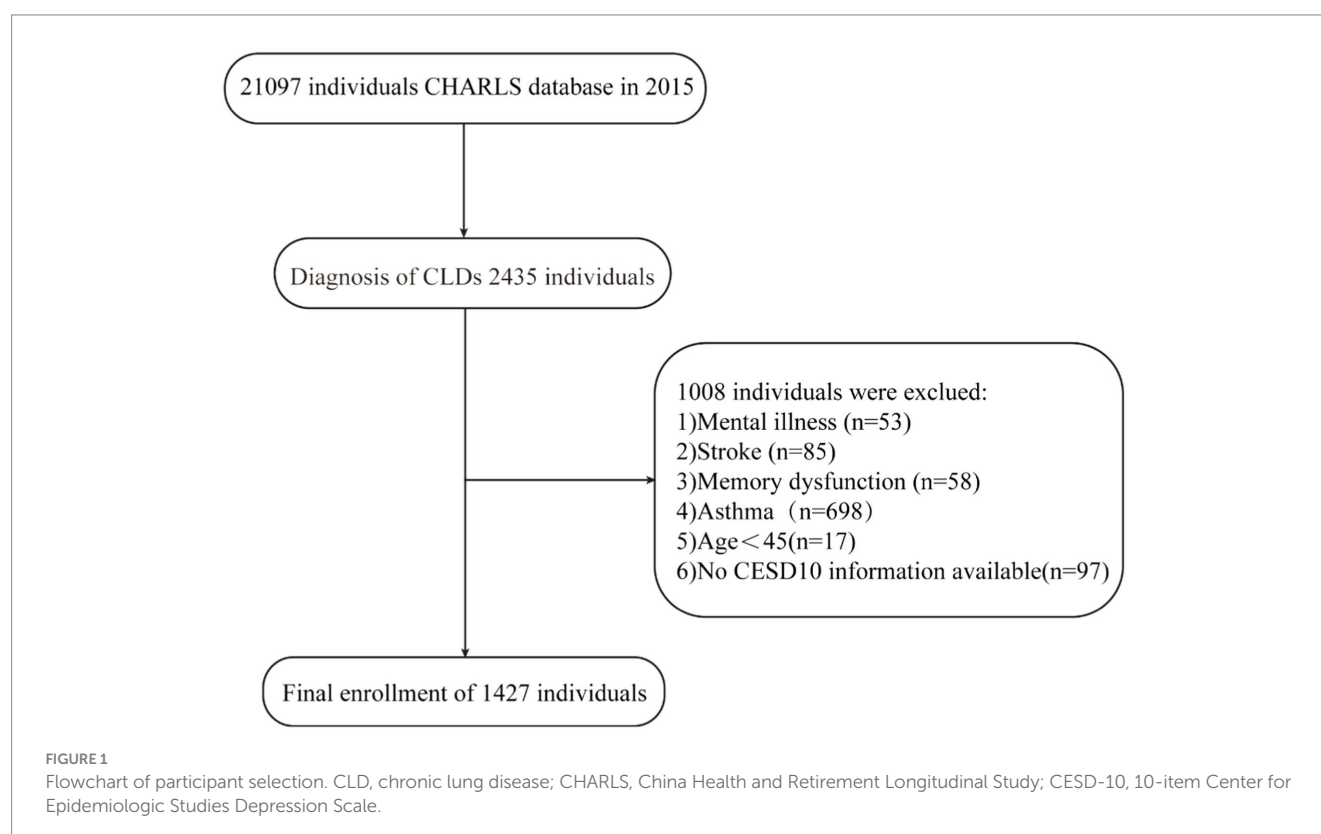 21097 individuals CHARLS database in 2015
Diagnosis of CLDs 2435 individuals
1008 individuals were exclued:
1)Mental illness (n=53)
2)Stroke (n=85)
3)Memory dysfunction (n=58)
4)Asthma（n=698）
5)Age＜45(n=17)
6)No CESD10 information available(n=97)
Final enrollment of 1427 individuals
FIGURE 1
Flowchart of participant selection. CLD, chronic lung disease; CHARLS, China Health and Retirement Longitudinal Study; CESD-10, 10-item Center for
Epidemiologic Studies Depression Scale.